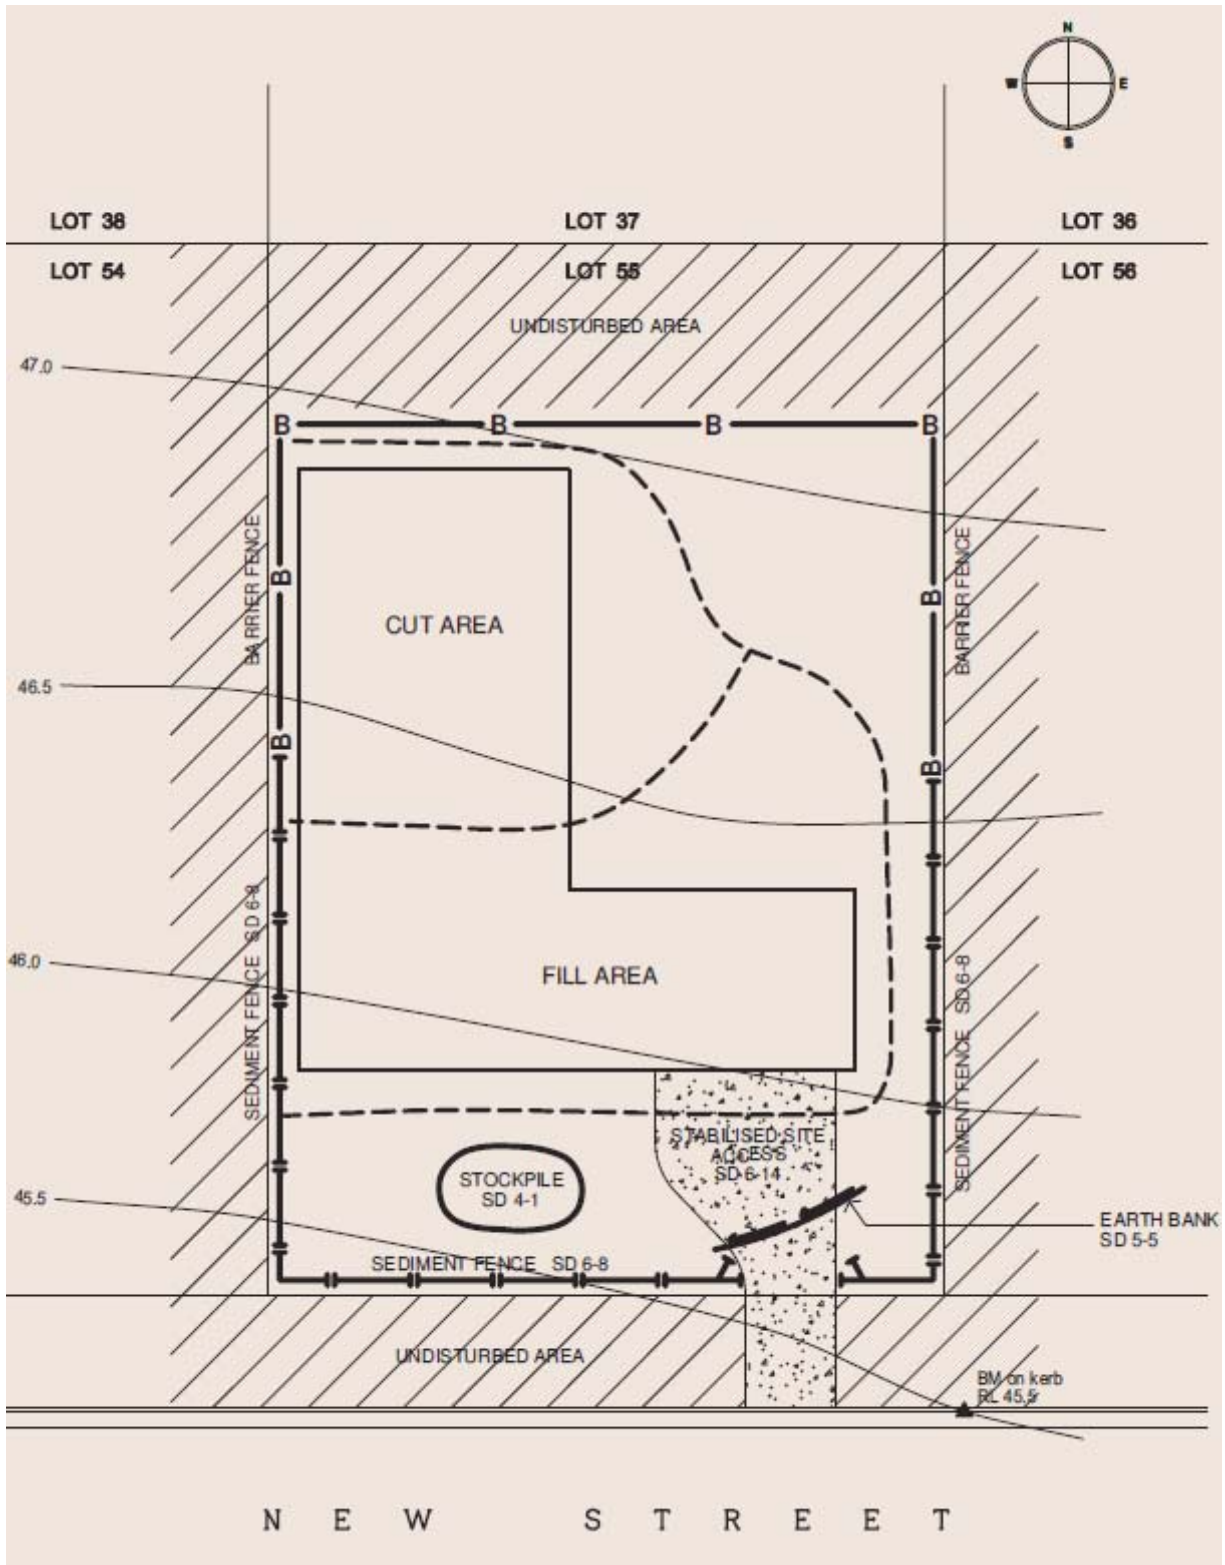 N
W E
S
LOT 38 LOT 37 LOT 36
LOT 54 LOT 55 LOT 56
UNDISTURBED AREA
47.0
B B B B
BARRIER FENCE
BARRIER FENCE
B
B
CUT AREA
46.5
B
B
SEDIMENT FENCE SD 6-8
46.0
FILL AREA
SEDIMENT FENCE SD 6-8
STABILISED SITE
ACCESS
SD 6-14
STOCKPILE
SD 4-1
45.5
EARTH BANK
SD 5-5
SEDIMENT FENCE SD 6-8
UNDISTURBED AREA
BM on kerb
RL 45.5
NEW STREET